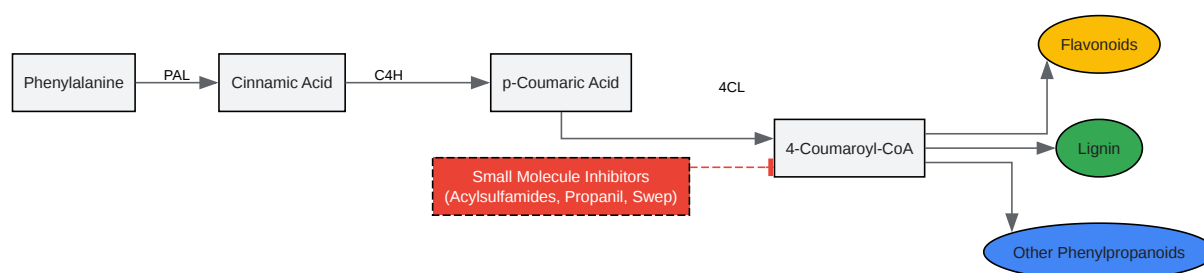 Flavonoids
Phenylalanine
PAL
Cinnamic Acid
C4H
p-Coumaric Acid
4CL
4-Coumaroyl-CoA
Lignin
Small Molecule Inhibitors
(Acylsulfamides, Propanil, Swep)
Other Phenylpropanoids